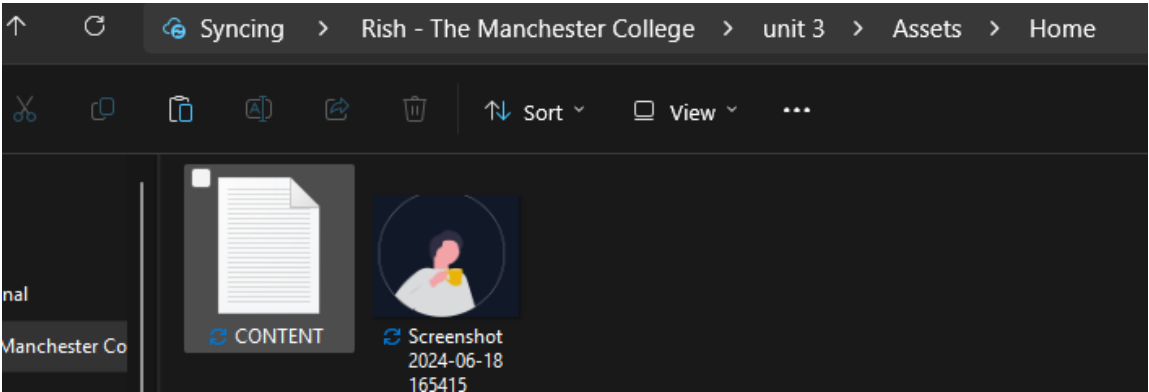 Syncing > Rish - The Manchester College > unit 3 > Assets > Home
Sort View ...
nal
Manchester Co
CONTENT
Screenshot
2024-06-18
165415